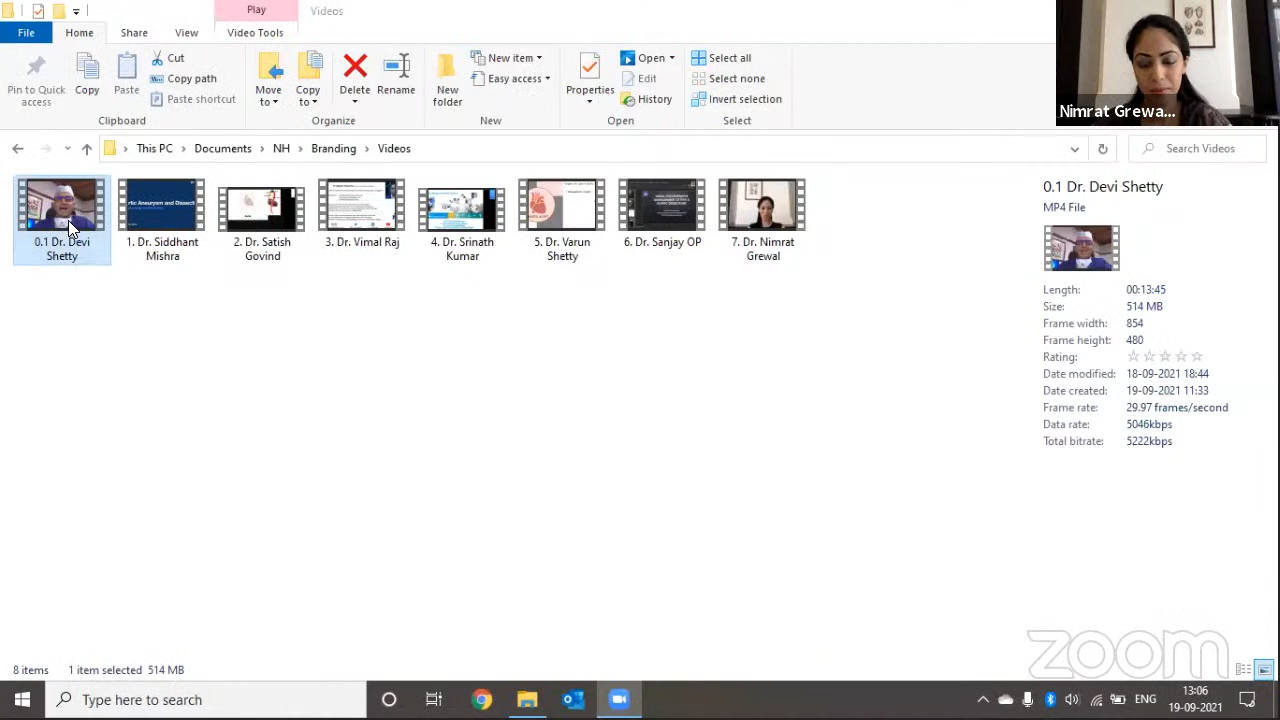 Play
Videos
File
Home
Share
View
Video Tools
Pin to Quick access
Copy
Paste
Cut
Copy path
Paste shortcut
Clipboard
Move to
Copy to
Delete
Rename
Organize
New folder
New item
Easy access
New
Properties
Open
Edit
History
Open
Select all
Select none
Invert selection
Select
Nimrat Grewa...
This PC > Documents > NH > Branding > Videos
Search Videos
0.1 Dr. Devi Shetty
1. Dr. Siddhant Mishra
2. Dr. Satish Govind
3. Dr. Vimal Raj
4. Dr. Srinath Kumar
5. Dr. Varun Shetty
6. Dr. Sanjay OP
7. Dr. Nimrat Grewal
rtic Aneurysm and Dissect
0.1 Dr. Devi Shetty
MP4 File
Length: 00:13:45
Size: 514 MB
Frame width: 854
Frame height: 480
Rating:
Date modified: 18-09-2021 18:44
Date created: 19-09-2021 11:33
Frame rate: 29.97 frames/second
Data rate: 5046kbps
Total bitrate: 5222kbps
zoom
8 items 1 item selected 514 MB
Type here to search
ENG
13:06
19-09-2021